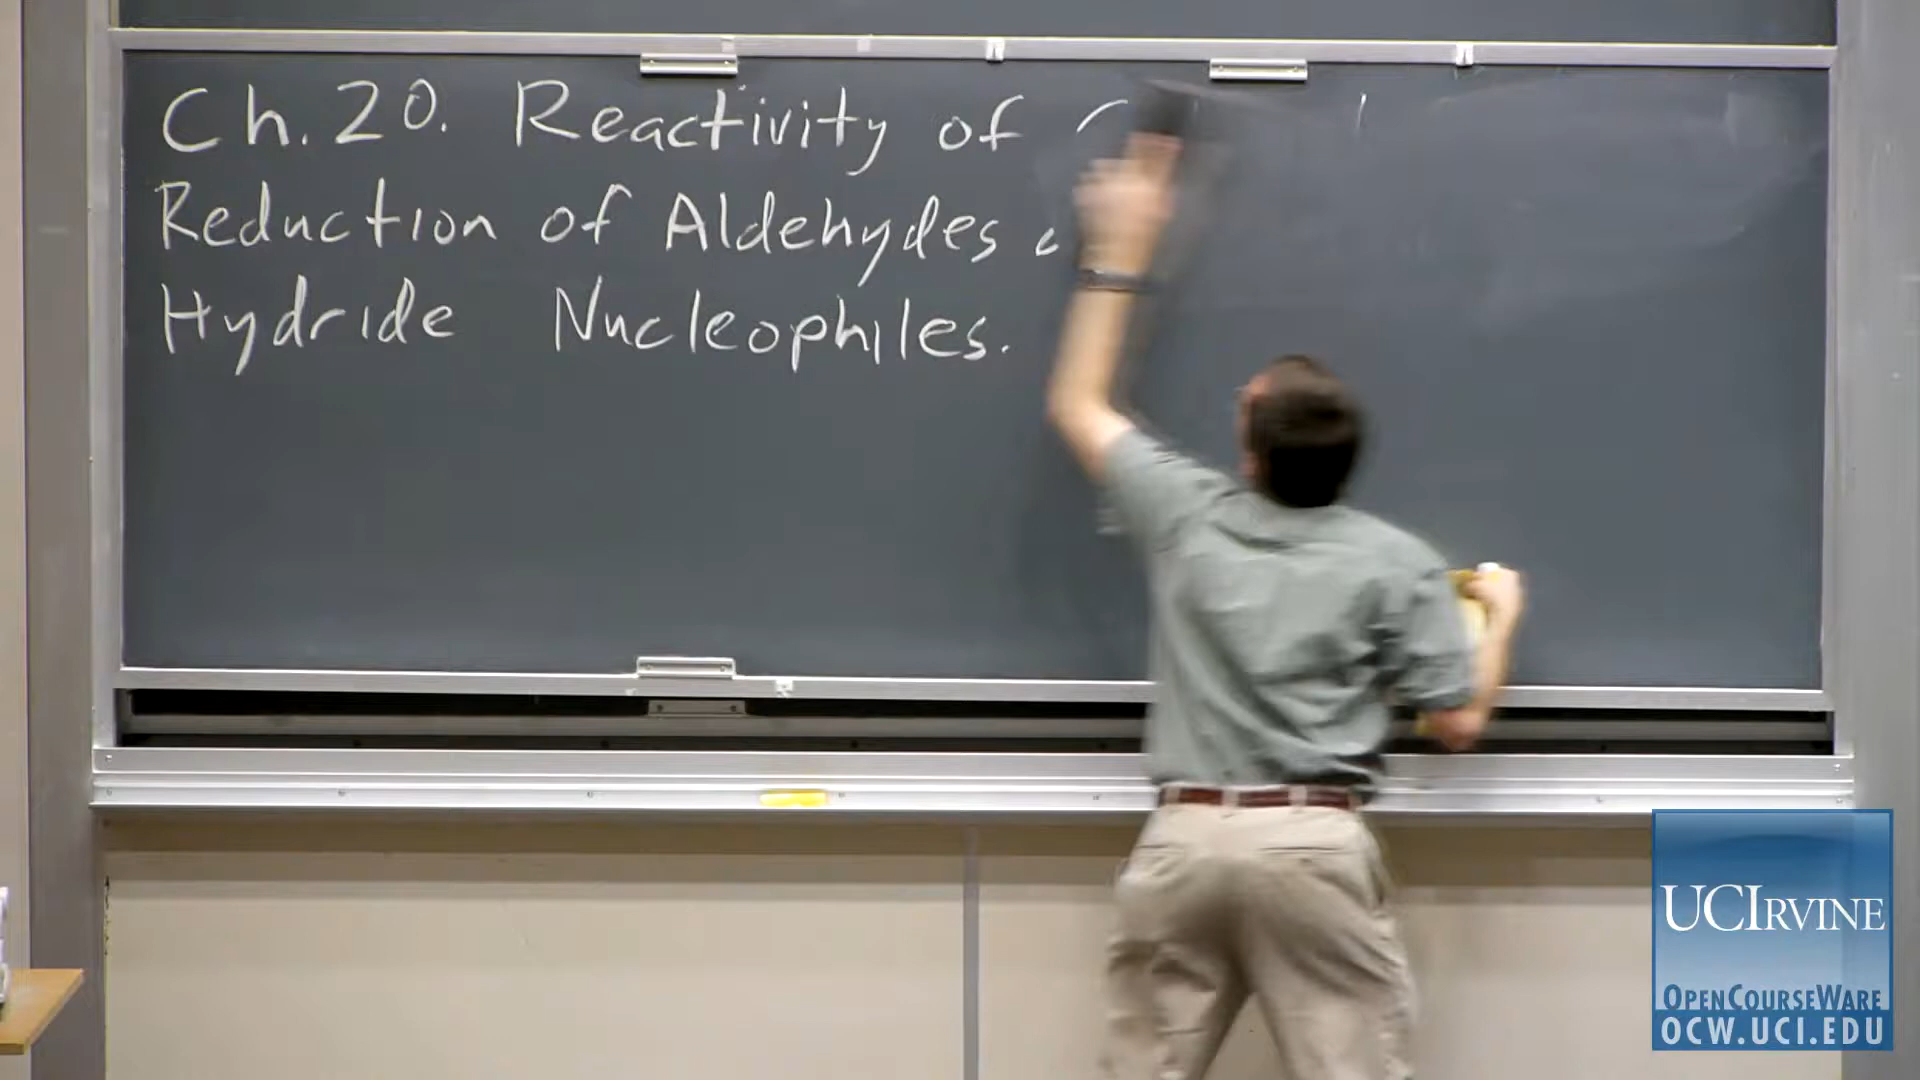 Ch. 20. Reactivity of
Reduction of Aldehydes
Hydride Nucleophiles.
UCIRVINE
OPENCOURSEWARE
OCW.UCI.EDU